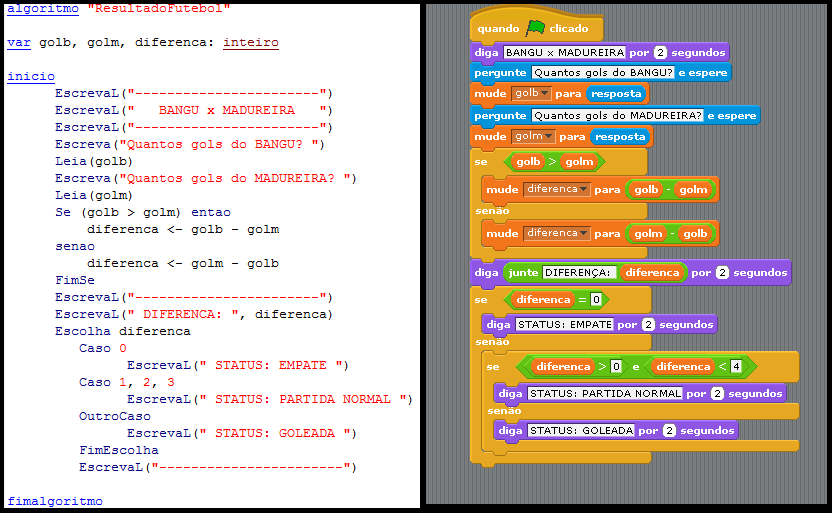 algoritmo "ResultadoFutebol"
var golb, golm, diferenca: inteiro
inicio
EscrevaL("-----------------------")
EscrevaL("   BANGU x MADUREIRA   ")
EscrevaL("-----------------------")
Escreva("Quantos gols do BANGU? ")
Leia(golb)
Escreva("Quantos gols do MADUREIRA? ")
Leia(golm)
Se (golb > golm) entao
diferenca <- golb - golm
senao
diferenca <- golm - golb
FimSe
EscrevaL("-----------------------")
EscrevaL(" DIFERENCA: ", diferenca)
Escolha diferenca
Caso 0
EscrevaL(" STATUS: EMPATE ")
Caso 1, 2, 3
EscrevaL(" STATUS: PARTIDA NORMAL ")
OutroCaso
EscrevaL(" STATUS: GOLEADA ")
FimEscolha
EscrevaL("-----------------------")
fimalgoritmo
quando clicado
diga BANGU x MADUREIRA por 2 segundos
pergunte Quantos gols do BANGU? e espere
mude golb para resposta
pergunte Quantos gols do MADUREIRA? e espere
mude golm para resposta
se golb > golm
mude diferenca para golb - golm
senão
mude diferenca para golm - golb
diga junte DIFERENÇA: diferenca por 2 segundos
se diferenca = 0
diga STATUS: EMPATE por 2 segundos
senão
se diferenca > 0 e diferenca < 4
diga STATUS: PARTIDA NORMAL por 2 segundos
senão
diga STATUS: GOLEADA por 2 segundos